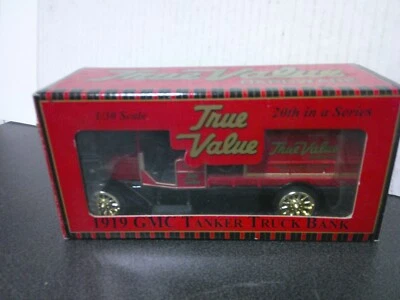 True Value
1/38 Scale
True
Value
20th in a Series
True Value
1919 GMC TANKER TRUCK BANK